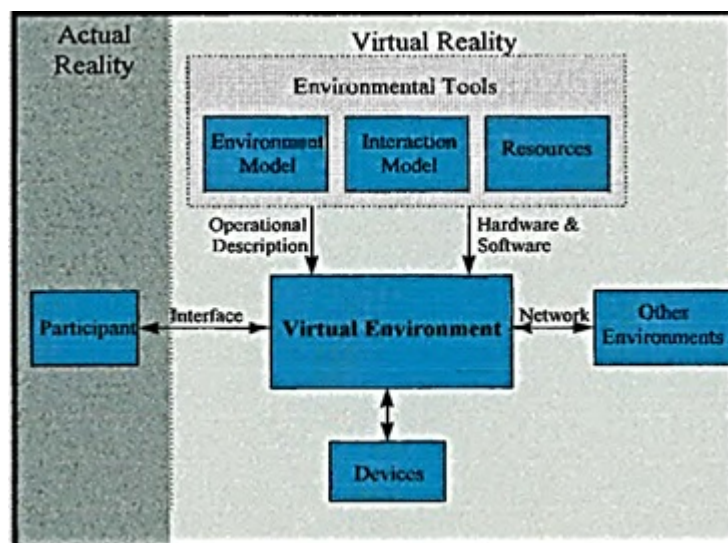 Actual
Reality
Virtual Reality
Environmental Tools
Environment
Model
Interaction
Model
Resources
Operational
Description
Hardware &
Software
Participant
Interface
Virtual Environment
Network
Other
Environments
Devices